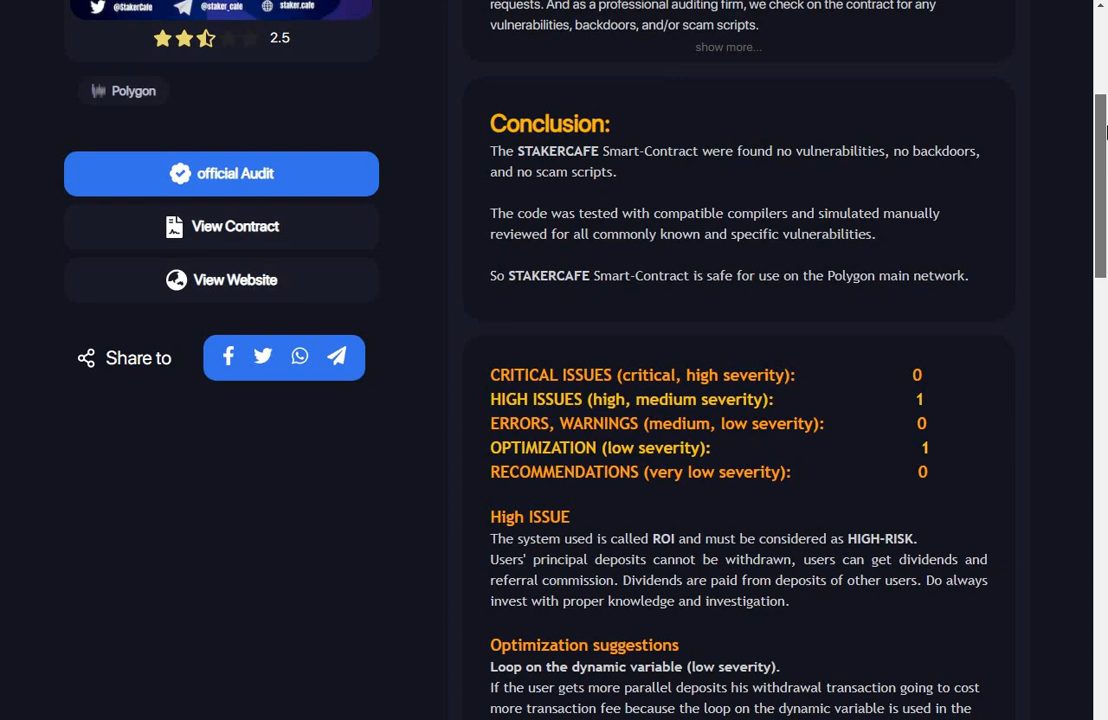 @StakerCafe @staker_cafe staker.cafe
2.5
Polygon
official Audit
View Contract
View Website
Share to
requests. And as a professional auditing firm, we check on the contract for any
vulnerabilities, backdoors, and/or scam scripts.
show more...
Conclusion:
The STAKERCAFE Smart-Contract were found no vulnerabilities, no backdoors,
and no scam scripts.
The code was tested with compatible compilers and simulated manually
reviewed for all commonly known and specific vulnerabilities.
So STAKERCAFE Smart-Contract is safe for use on the Polygon main network.
CRITICAL ISSUES (critical, high severity): 0
HIGH ISSUES (high, medium severity): 1
ERRORS, WARNINGS (medium, low severity): 0
OPTIMIZATION (low severity): 1
RECOMMENDATIONS (very low severity): 0
High ISSUE
The system used is called ROI and must be considered as HIGH-RISK.
Users' principal deposits cannot be withdrawn, users can get dividends and
referral commission. Dividends are paid from deposits of other users. Do always
invest with proper knowledge and investigation.
Optimization suggestions
Loop on the dynamic variable (low severity).
If the user gets more parallel deposits his withdrawal transaction going to cost
more transaction fee because the loop on the dynamic variable is used in the